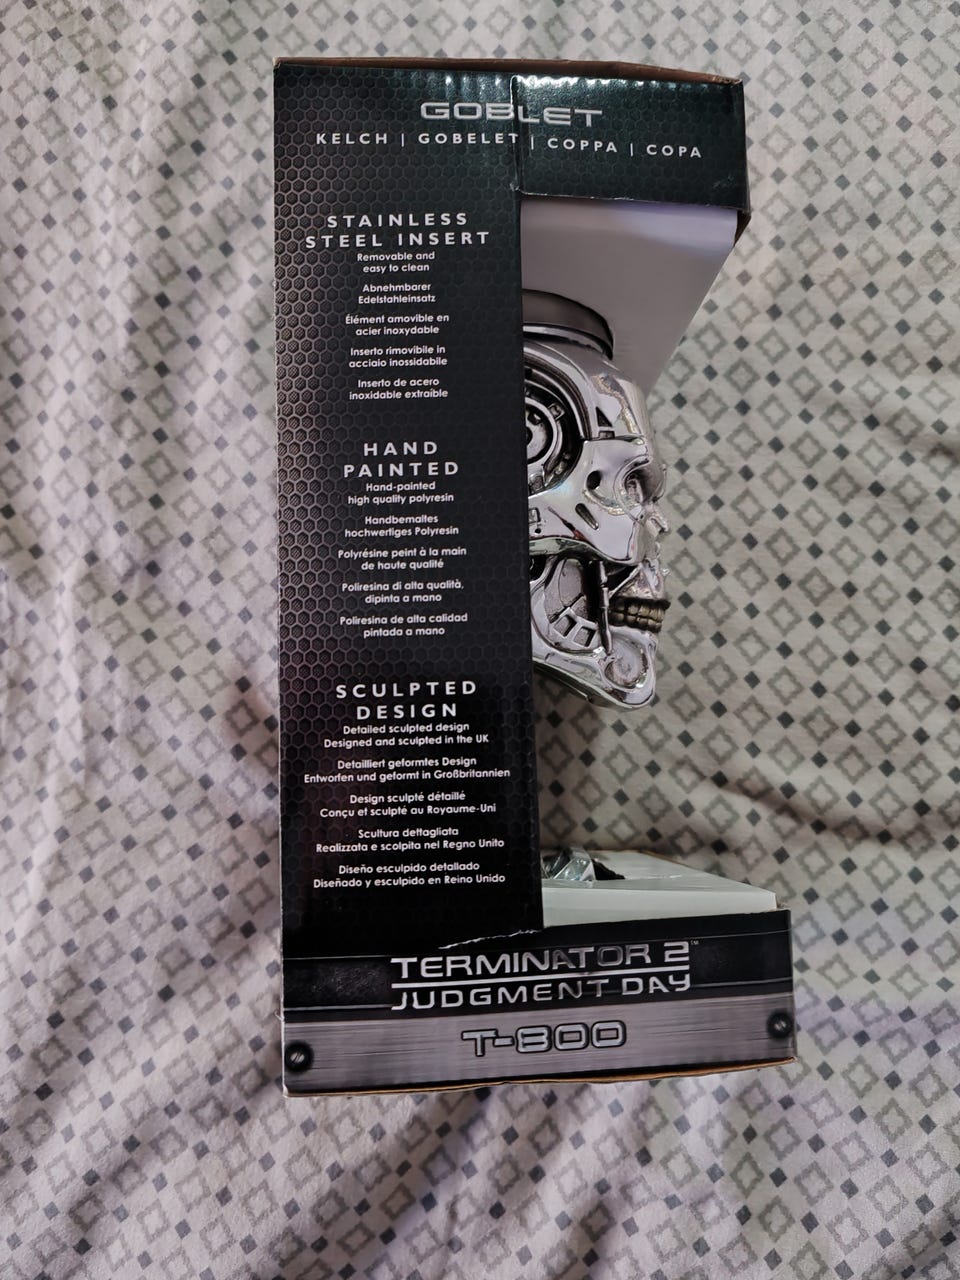 GOBLET
KELCH | GOBELET | COPPA | COPA
STAINLESS
STEEL INSERT
Removable and
easy to clean
Abnehmbarer
Edelstahleinsatz
Élément amovible en
acier inoxydable
Inserto rimovibile in
acciaio inossidabile
Inserto de acero
inoxidable extraíble
HAND
PAINTED
Hand-painted
high quality polyresin
Handbemaltes
hochwertiges Polyresin
Polyrésine peint à la main
de haute qualité
Poliresina di alta qualità,
dipinta a mano
Poliresina de alta calidad
pintada a mano
SCULPTED
DESIGN
Detailed sculpted design
Designed and sculpted in the UK
Detailliert geformtes Design
Entworfen und geformt in Großbritannien
Design sculpté détaillé
Conçu et sculpté au Royaume-Uni
Scultura dettagliata
Realizzata e scolpita nel Regno Unito
Diseño esculpido detallado
Diseñado y esculpido en Reino Unido
TERMINATOR 2™
JUDGMENT DAY
T-800